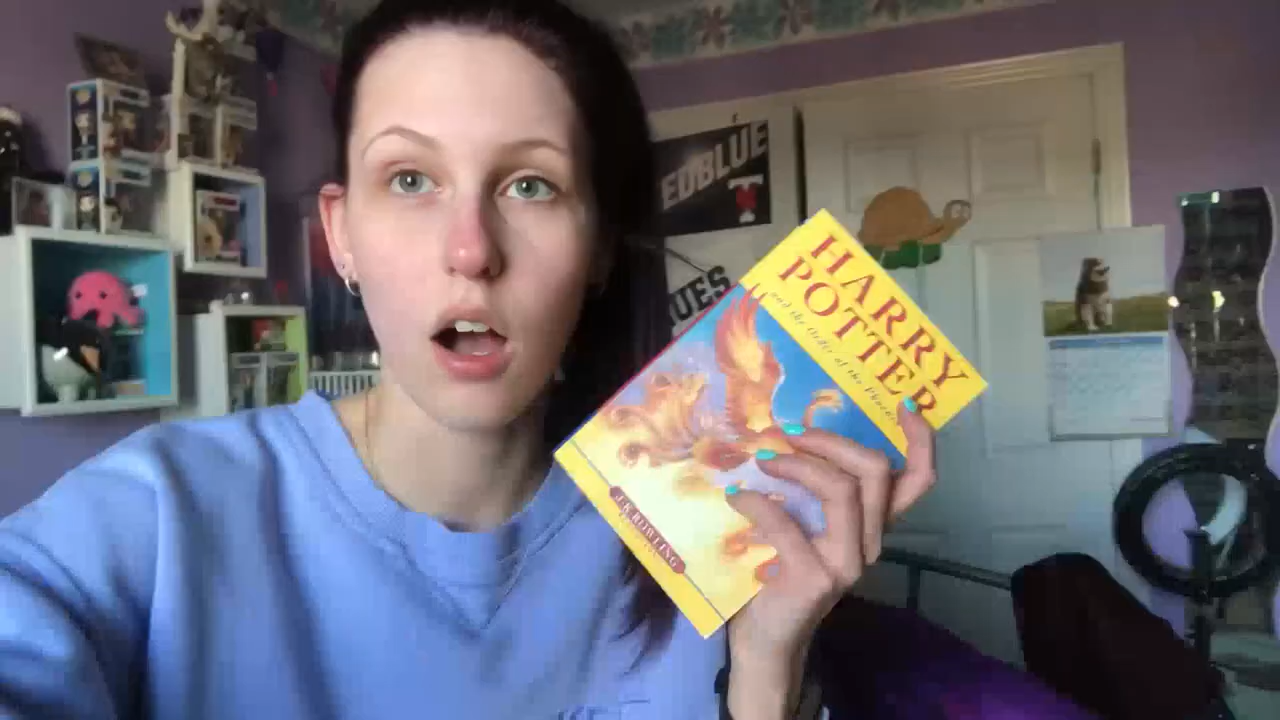 EDBLUE
UES
HARRY
POTTER
and the Order of the Phoenix
J.K. ROWLING